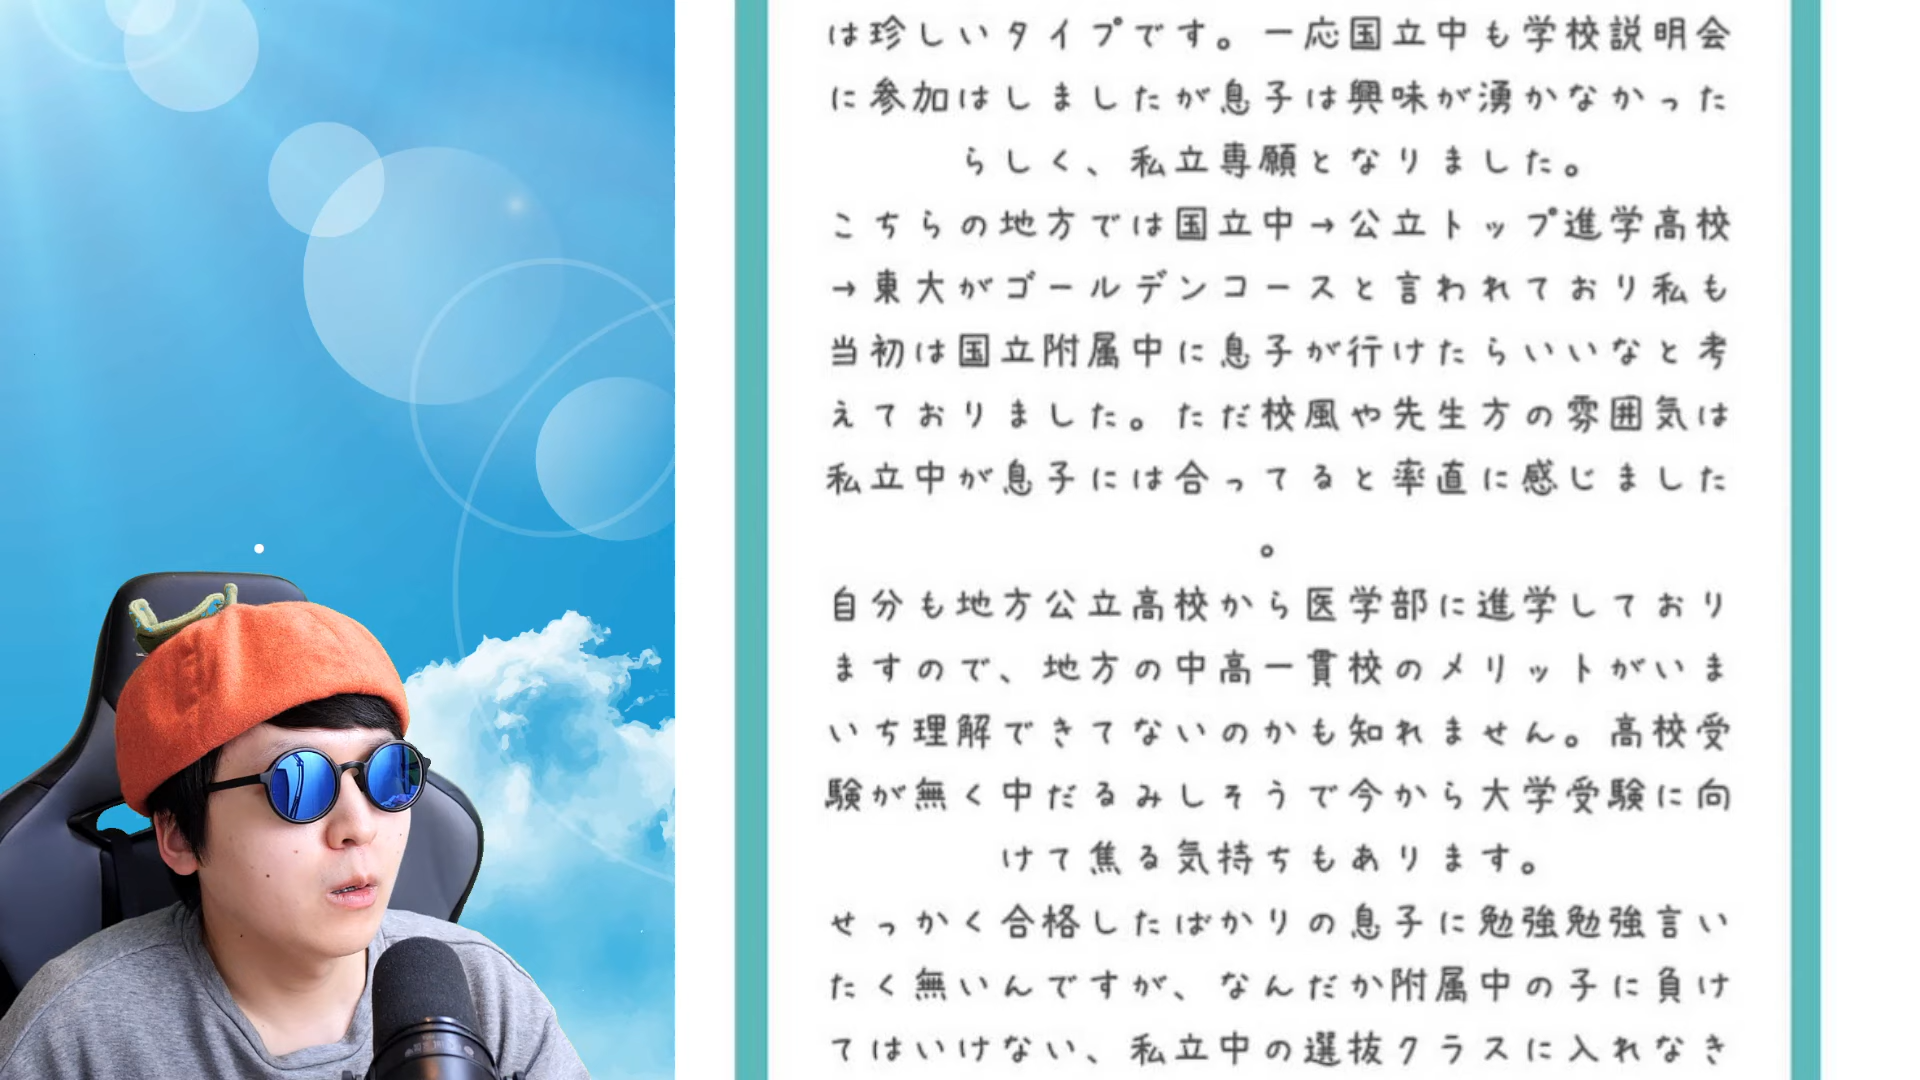 は珍しいタイプです。一応国立中も学校説明会
に参加はしましたが息子は興味が湧かなかった
らしく、私立専願となりました。
こちらの地方では国立中→公立トップ進学高校
→東大がゴールデンコースと言われており私も
当初は国立附属中に息子が行けたらいいなと考
えておりました。ただ校風や先生方の雰囲気は
私立中が息子には合ってると率直に感じました
。
自分も地方公立高校から医学部に進学しており
ますので、地方の中高一貫校のメリットがいま
いち理解できてないのかも知れません。高校受
験が無く中だるみしそうで今から大学受験に向
けて焦る気持ちもあります。
せっかく合格したばかりの息子に勉強勉強言い
たく無いんですが、なんだか附属中の子に負け
てはいけない、私立中の選抜クラスに入れなき